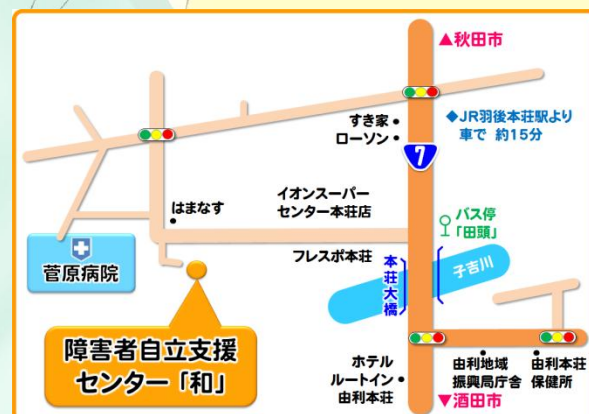 ▲秋田市
すき家
ローソン
◆JR羽後本荘駅より
車で 約15分
7
はまなす
イオンスーパー
センター本荘店
バス停
「田頭」
菅原病院
フレスポ本荘
本荘大橋
子吉川
障害者自立支援
センター「和」
ホテル
ルートイン
由利本荘
由利地域
振興局庁舎
由利本荘
保健所
▼酒田市